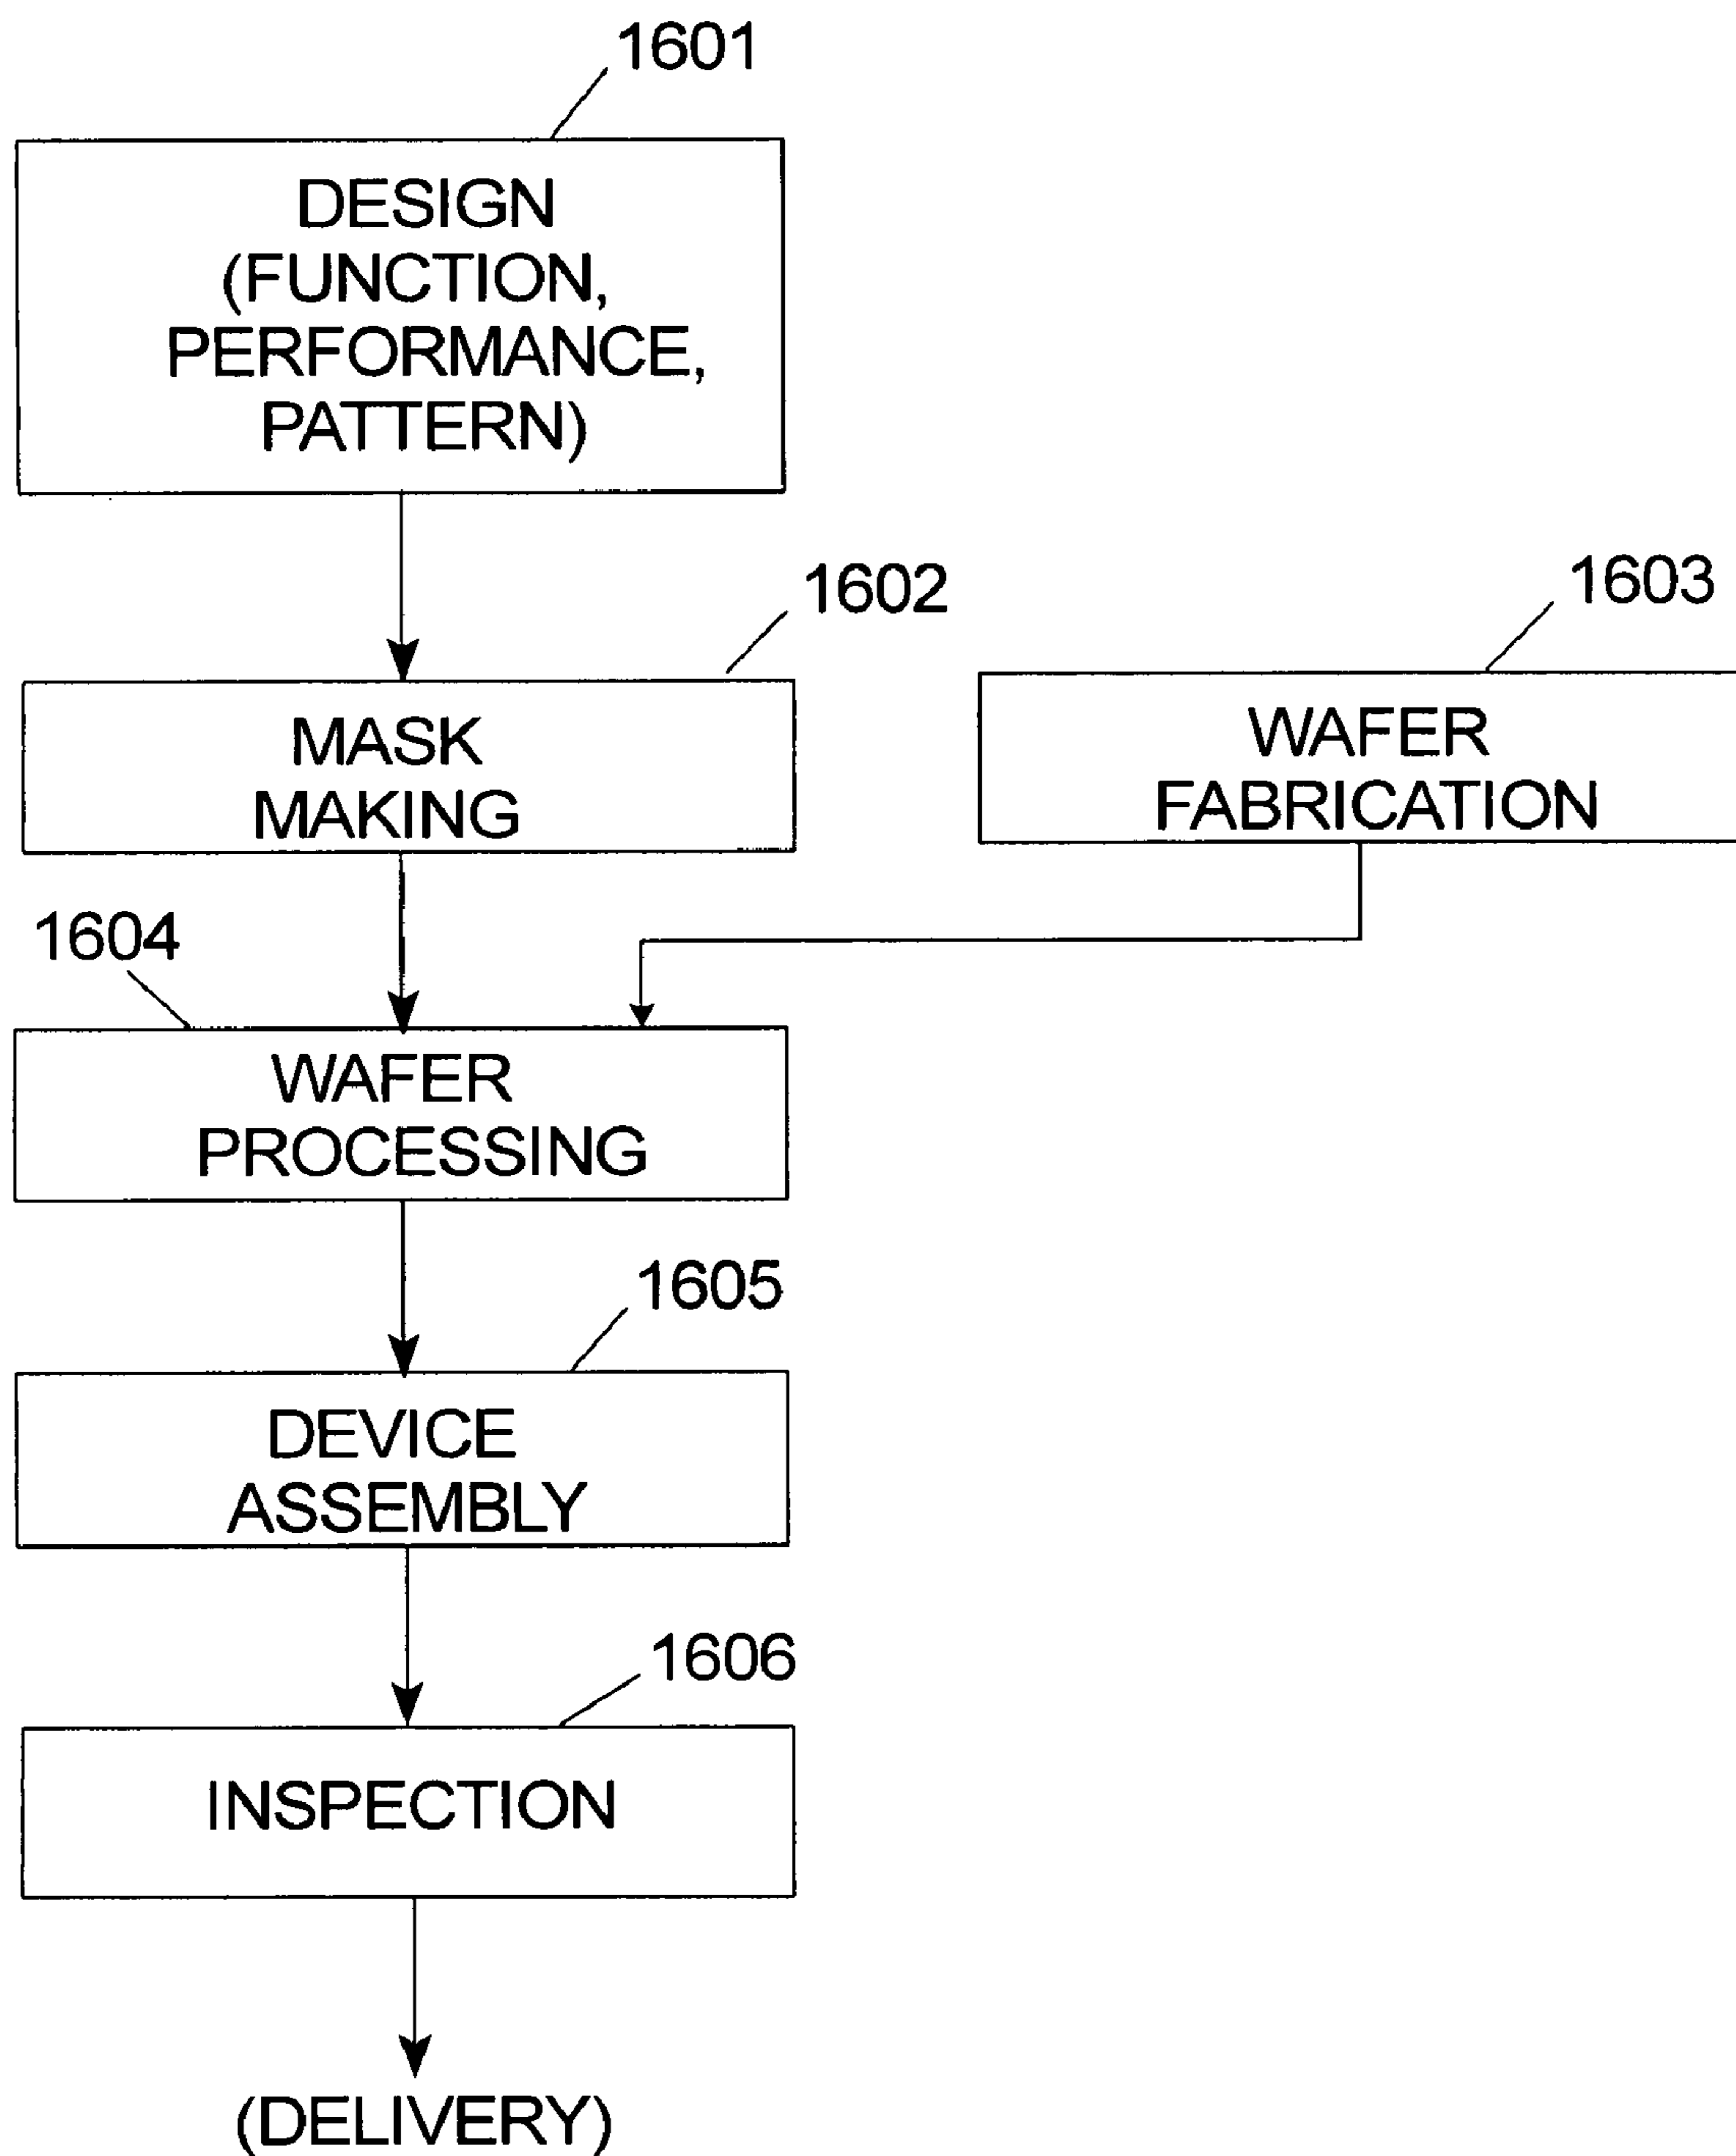 1601
DESIGN
(FUNCTION,
PERFORMANCE,
PATTERN)
1602
MASK
MAKING
1603
WAFER
FABRICATION
1604
WAFER
PROCESSING
1605
DEVICE
ASSEMBLY
1606
INSPECTION
(DELIVERY)